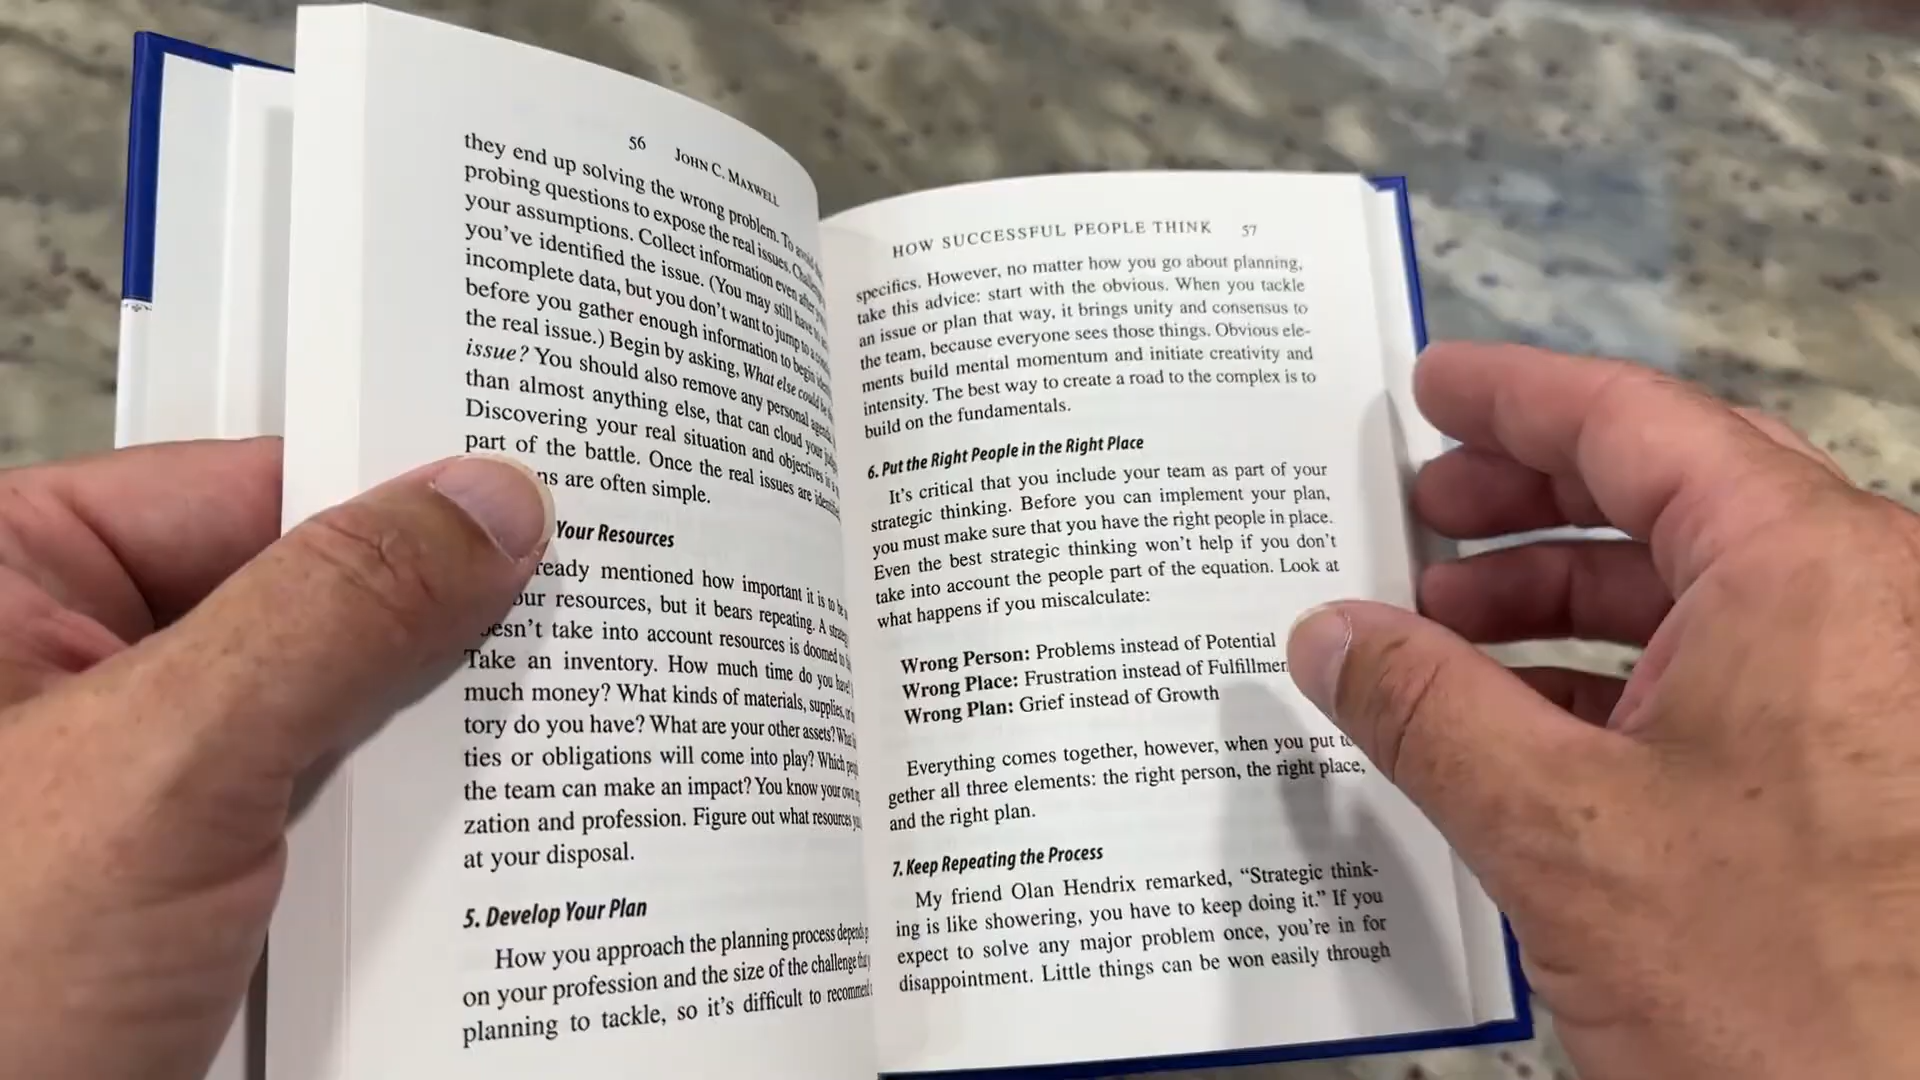 56 JOHN C. MAXWELL
they end up solving the wrong problem. To
probing questions to expose the real issues.
your assumptions. Collect information even after
you've identified the issue. (You may still have
incomplete data, but you don't want to jump to a
before you gather enough information to begin
the real issue.) Begin by asking, What else could be
issue? You should also remove any personal
than almost anything else, that can cloud your
Discovering your real situation and objectives is
part of the battle. Once the real issues are
are often simple.
Your Resources
mentioned how important it is to be
resources, but it bears repeating. A
take into account resources is doomed to
Take an inventory. How much time do you have?
much money? What kinds of materials, supplies,
tory do you have? What are your other assets?
ties or obligations will come into play? Which
the team can make an impact? You know your own
zation and profession. Figure out what resources
at your disposal.
5. Develop Your Plan
How you approach the planning process depends
on your profession and the size of the challenge
planning to tackle, so it's difficult to recommend
HOW SUCCESSFUL PEOPLE THINK 57
specifics. However, no matter how you go about planning,
take this advice: start with the obvious. When you tackle
an issue or plan that way, it brings unity and consensus to
the team, because everyone sees those things. Obvious ele-
ments build mental momentum and initiate creativity and
intensity. The best way to create a road to the complex is to
build on the fundamentals.
6. Put the Right People in the Right Place
It's critical that you include your team as part of your
strategic thinking. Before you can implement your plan,
you must make sure that you have the right people in place.
Even the best strategic thinking won't help if you don't
take into account the people part of the equation. Look at
what happens if you miscalculate:
Wrong Person: Problems instead of Potential
Wrong Place: Frustration instead of
Wrong Plan: Grief instead of Growth
Everything comes together, however, when you put to-
gether all three elements: the right person, the right place,
and the right plan.
7. Keep Repeating the Process
My friend Olan Hendrix remarked, “Strategic think-
ing is like showering, you have to keep doing it.” If you
expect to solve any major problem once, you're in for
disappointment. Little things can be won easily through